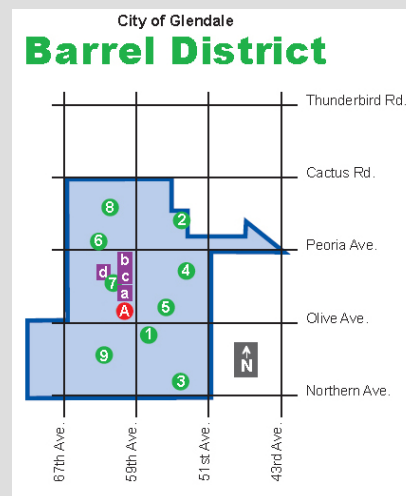 City of Glendale
Barrel District
Thunderbird Rd.
Cactus Rd.
8
2
6
Peoria Ave.
b
d
c
4
7
a
A
5
Olive Ave.
1
9
N
3
Northern Ave.
67th Ave.
59th Ave.
51st Ave.
43rd Ave.